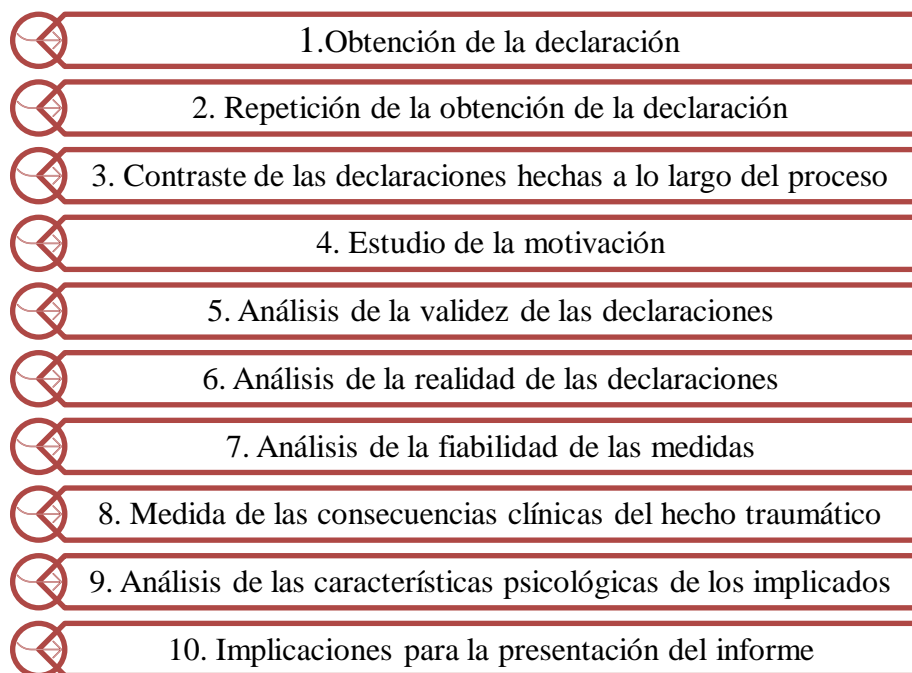 1.Obtención de la declaración
2. Repetición de la obtención de la declaración
3. Contraste de las declaraciones hechas a lo largo del proceso
4. Estudio de la motivación
5. Análisis de la validez de las declaraciones
6. Análisis de la realidad de las declaraciones
7. Análisis de la fiabilidad de las medidas
8. Medida de las consecuencias clínicas del hecho traumático
9. Análisis de las características psicológicas de los implicados
10. Implicaciones para la presentación del informe